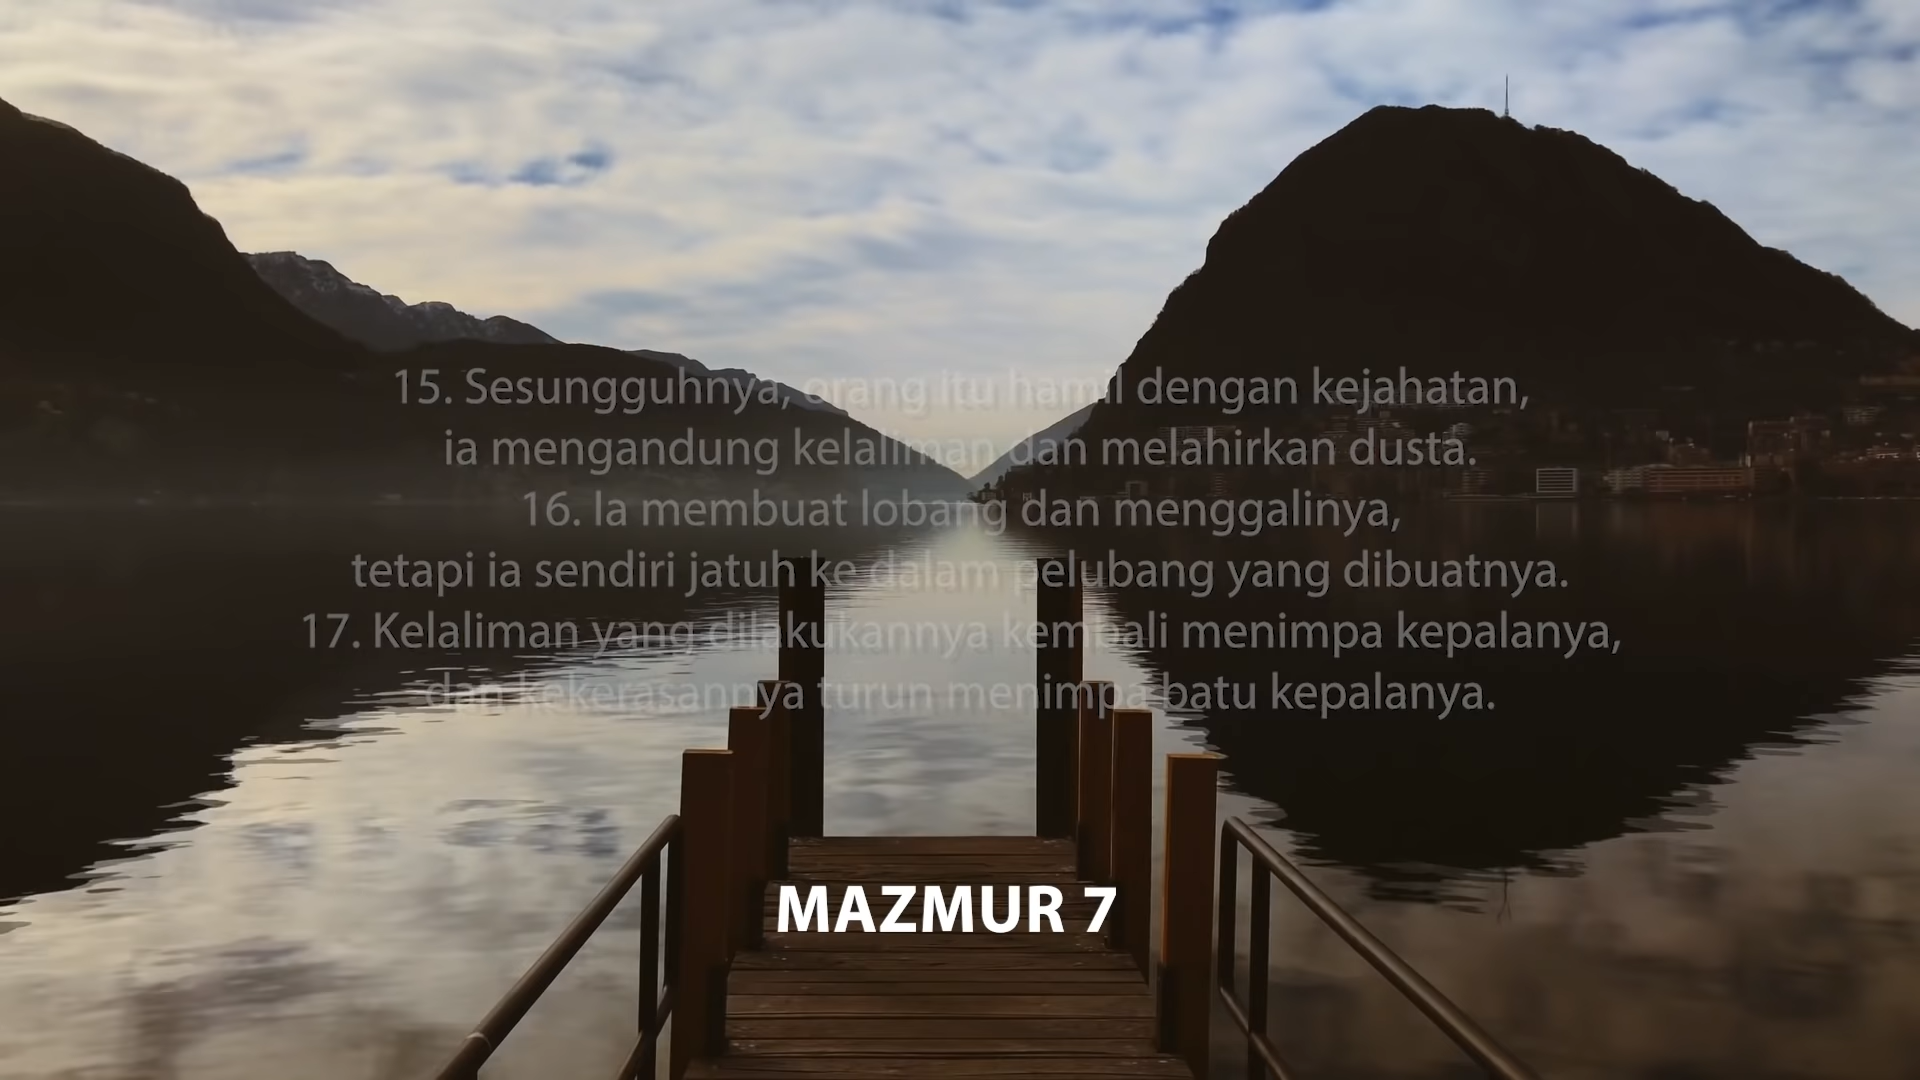 15. Sesungguhnya, orang itu hamil dengan kejahatan,
ia mengandung kelaliman dan melahirkan dusta.
16. Ia membuat lobang dan menggalinya,
tetapi ia sendiri jatuh ke dalam pelubang yang dibuatnya.
17. Kelaliman yang dilakukannya kembali menimpa kepalanya,
dan kekerasannya turun menimpa batu kepalanya.
MAZMUR 7